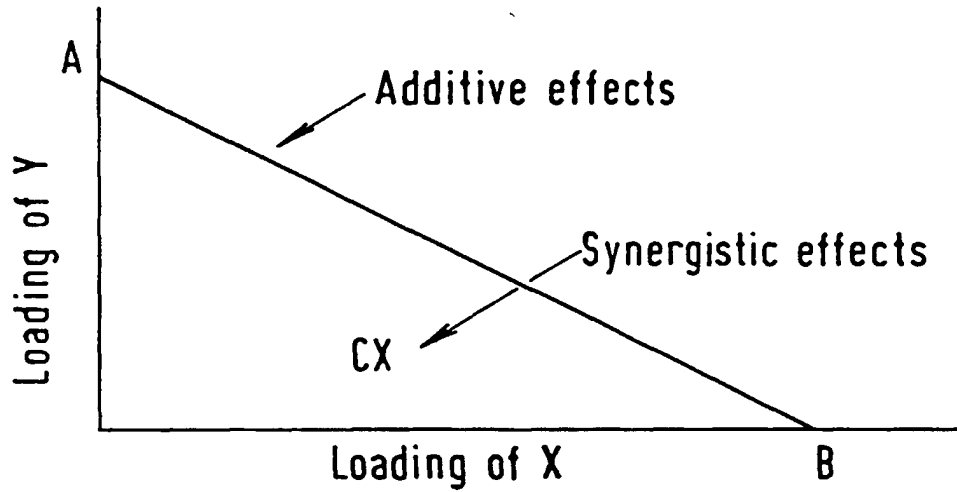 A
Additive effects
Loading of Y
Synergistic effects
CX
Loading of X
B